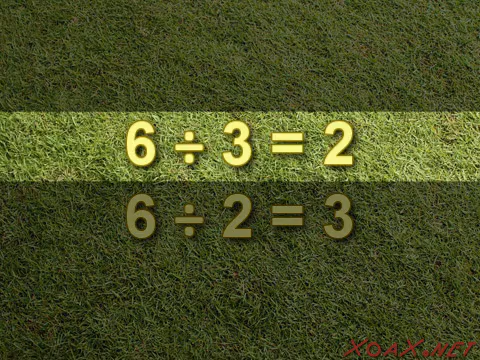 6 ÷ 3 = 2
6 ÷ 2 = 3
XOAX.NET